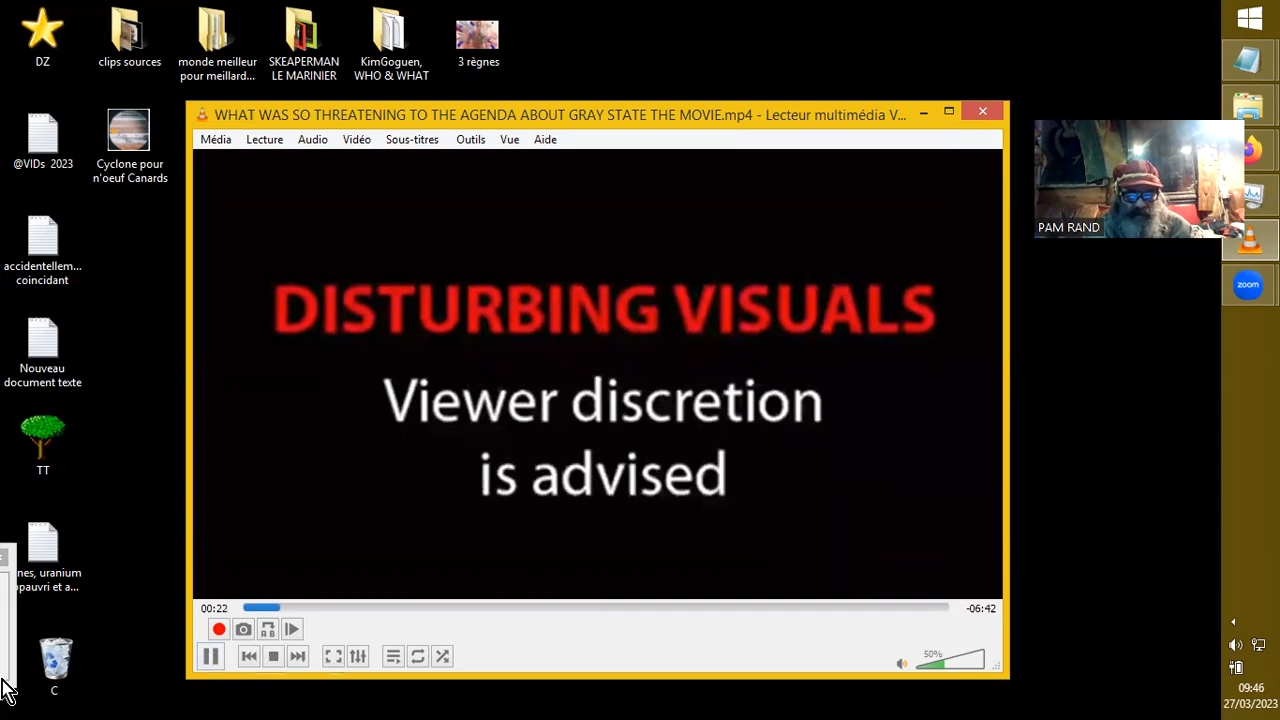 DZ
clips sources
monde meilleur
pour meillard...
SKEAPERMAN
LE MARINIER
KimGoguen,
WHO & WHAT
3 règnes
@VIDs 2023
Cyclone pour
n'oeuf Canards
accidentellem...
coincidant
Nouveau
document texte
TT
nes, uranium
ppauvri et a...
C
WHAT WAS SO THREATENING TO THE AGENDA ABOUT GRAY STATE THE MOVIE.mp4 - Lecteur multimédia V...
Média Lecture Audio Vidéo Sous-titres Outils Vue Aide
DISTURBING VISUALS
Viewer discretion
is advised
00:22
-06:42
A B
50%
PAM RAND
zoom
09:46
27/03/2023